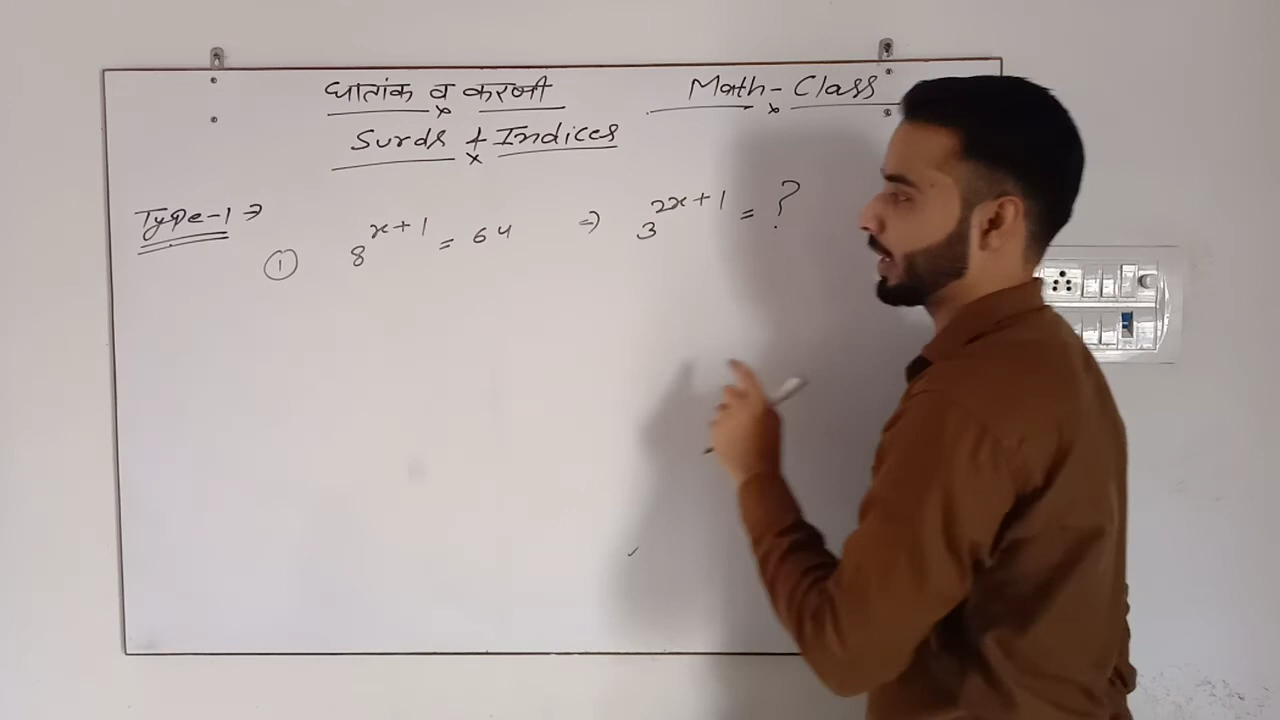 घातांक व करणी
Math-Class
Surds & Indices
Type-1 ⇒
① 8^{x+1} = 64 ⇒ 3^{2x+1} = ?